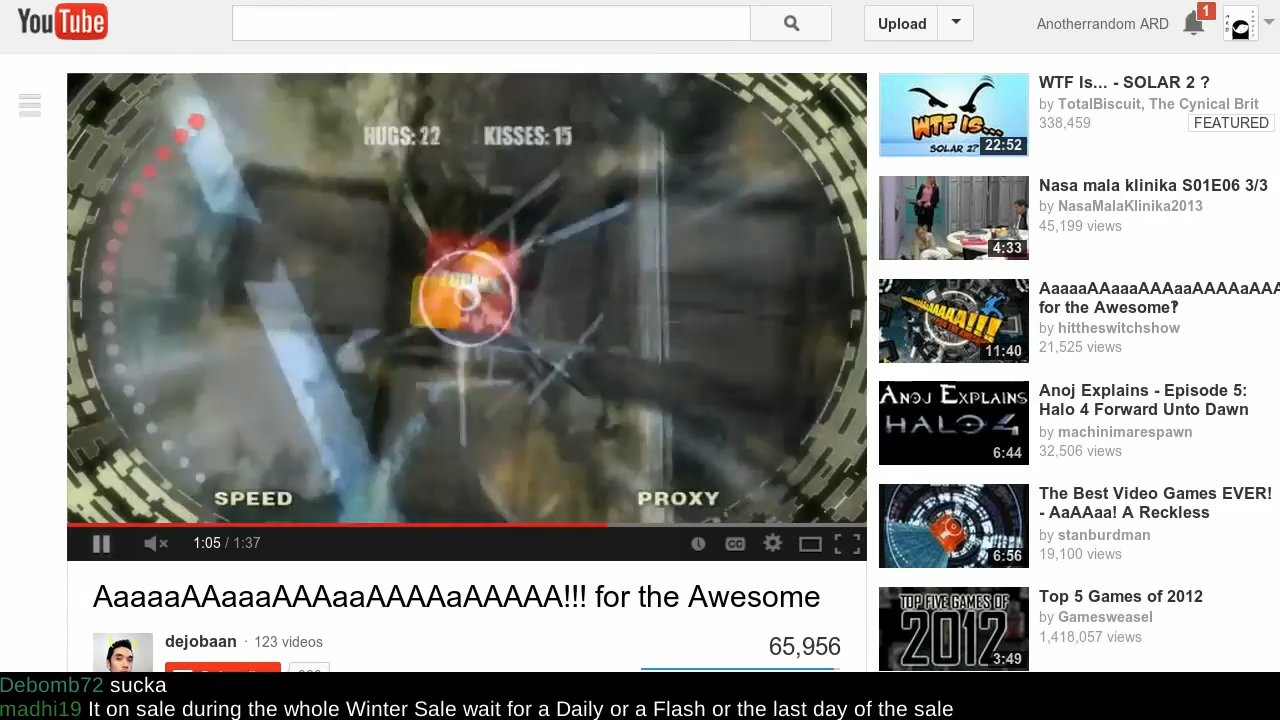 YouTube
Upload
Anotherrandom ARD
1
HUGS: 22 KISSES: 15
SPEED
PROXY
1:05 / 1:37
CC
AaaaaAAaaaAAAaaAAAAaAAAAA!!! for the Awesome
dejobaan · 123 videos
65,956
WTF IS...
SOLAR 2?
22:52
WTF Is... - SOLAR 2 ?
by TotalBiscuit, The Cynical Brit
338,459
FEATURED
4:33
Nasa mala klinika S01E06 3/3
by NasaMalaKlinika2013
45,199 views
11:40
AaaaaAAaaaAAAaaAAAAaAAA
for the Awesome‽
by hittheswitchshow
21,525 views
ANOJ EXPLAINS
HALO 4
6:44
Anoj Explains - Episode 5:
Halo 4 Forward Unto Dawn
by machinimarespawn
32,506 views
6:56
The Best Video Games EVER!
- AaAAaa! A Reckless
by stanburdman
19,100 views
TOP FIVE GAMES OF
2012
3:49
Top 5 Games of 2012
by Gamesweasel
1,418,057 views
Debomb72 sucka
madhi19 It on sale during the whole Winter Sale wait for a Daily or a Flash or the last day of the sale